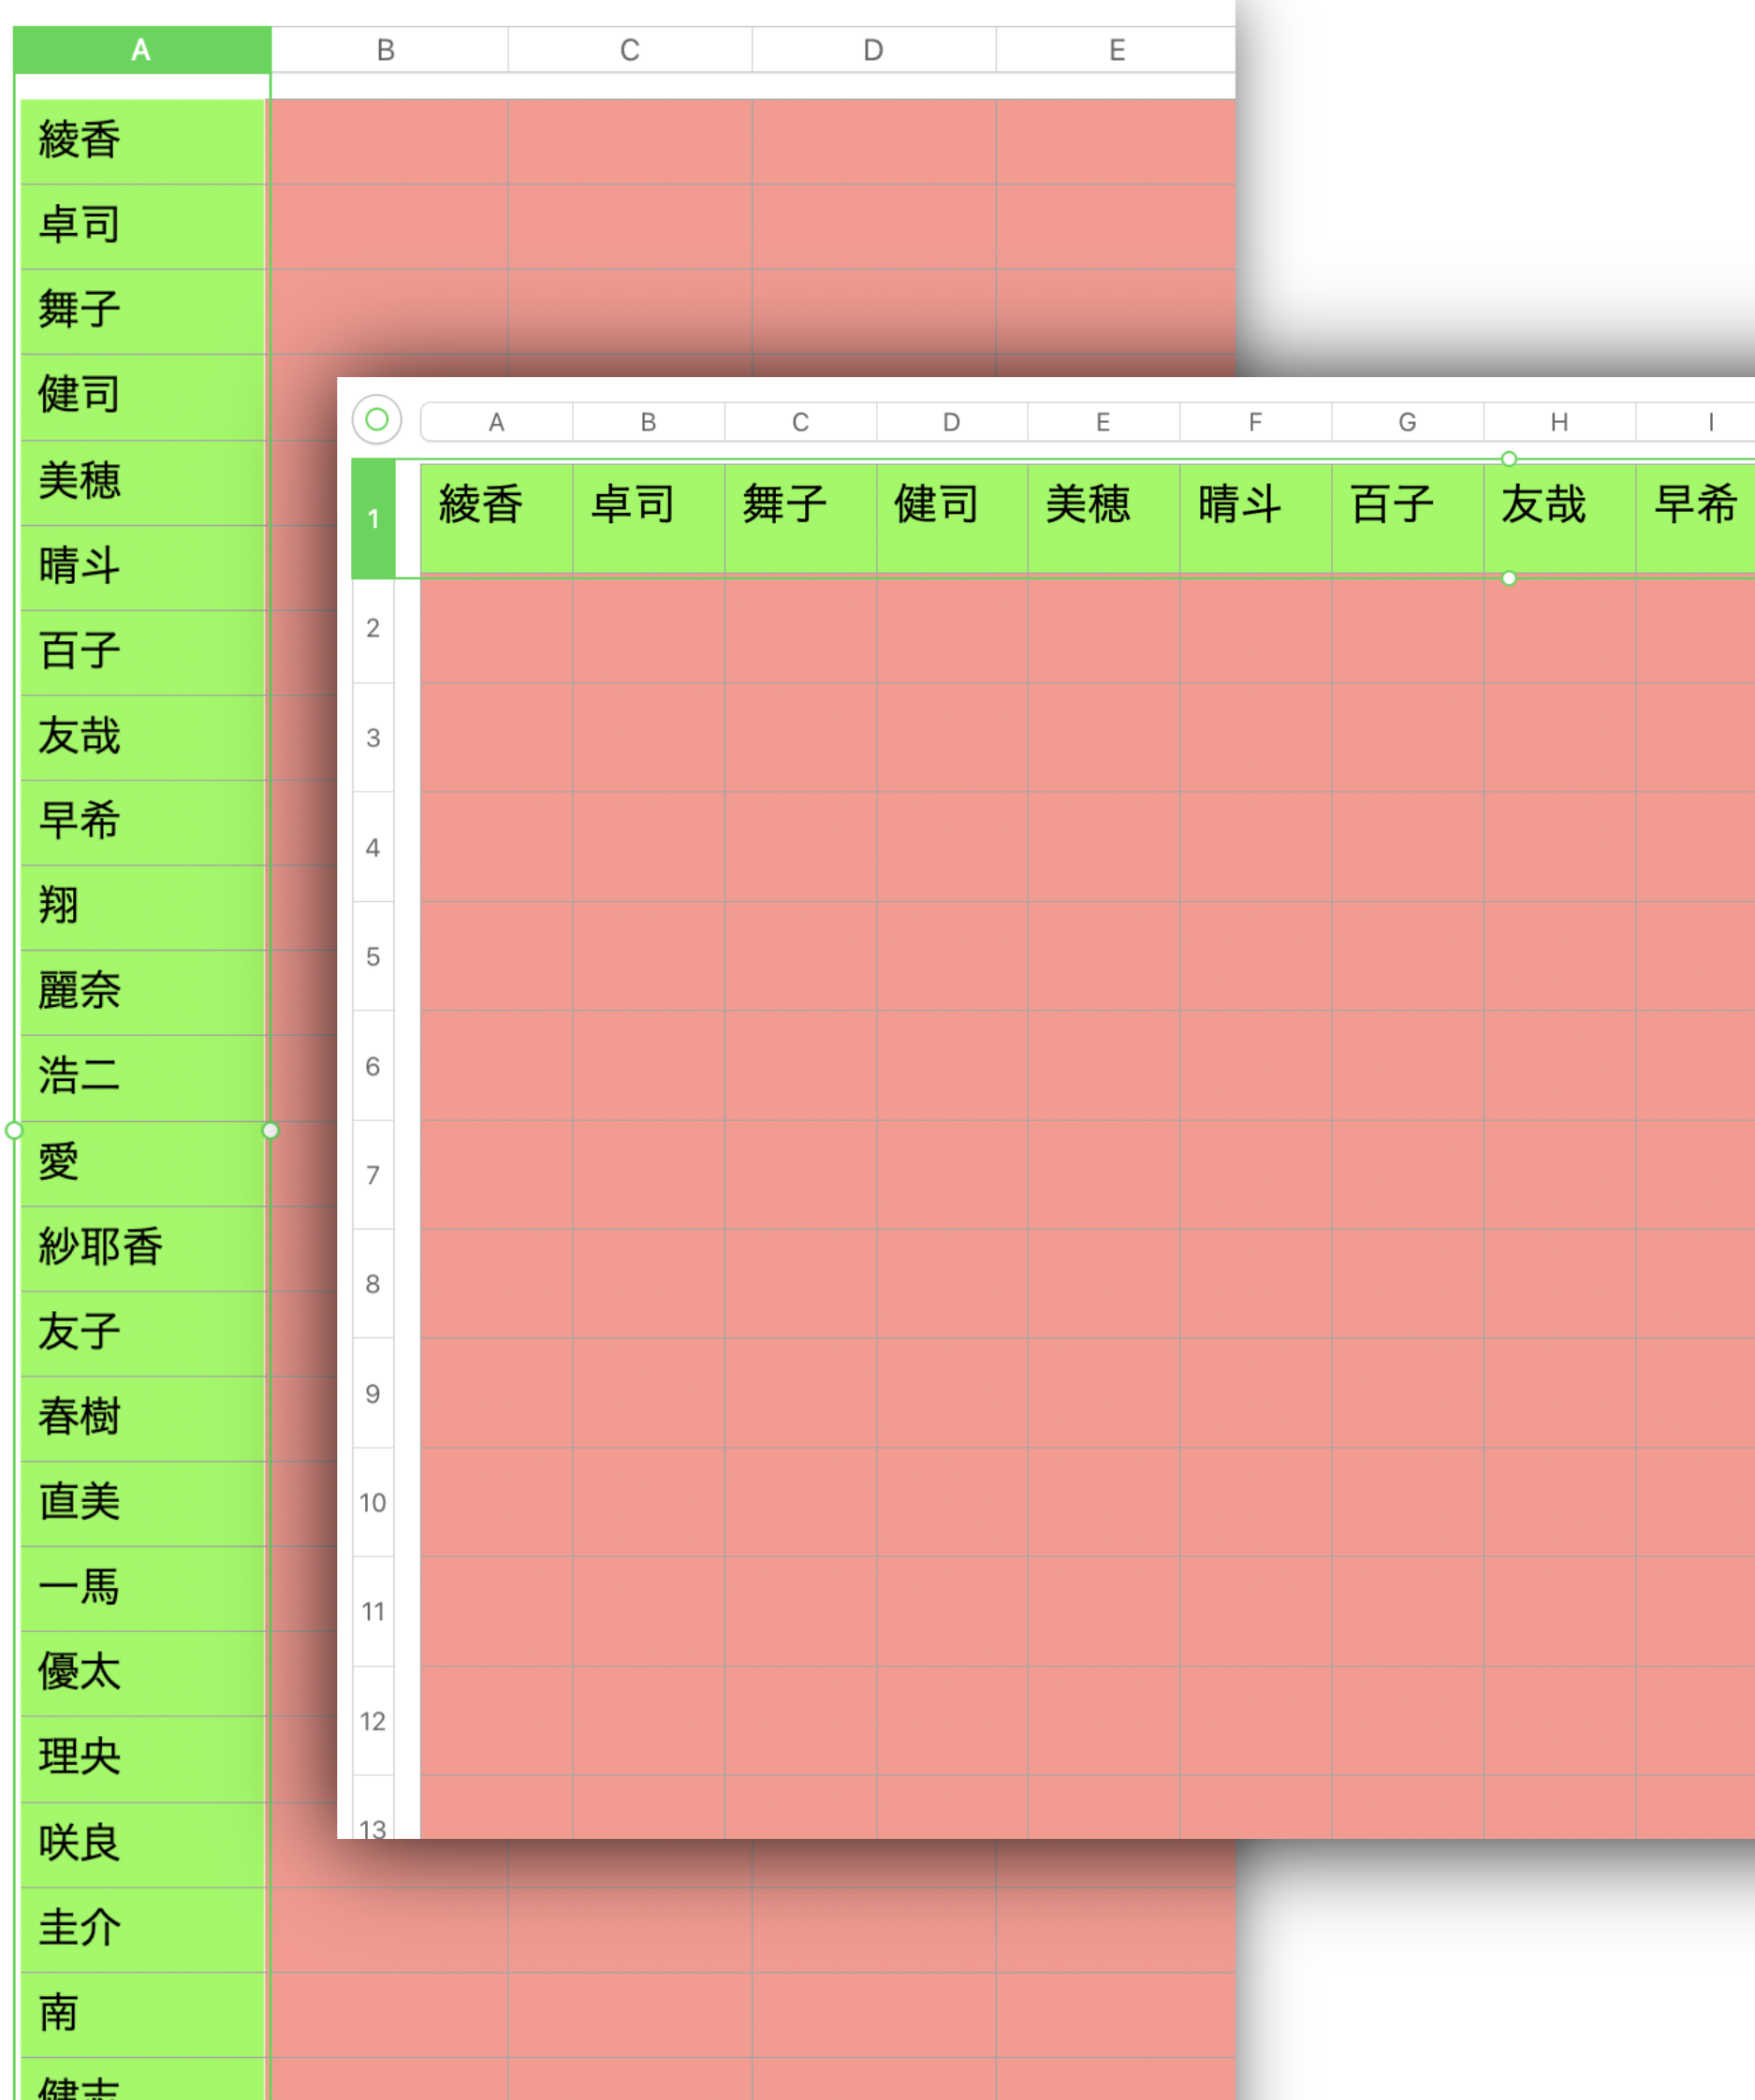 A B C D E
綾香
卓司
舞子
健司
美穂
晴斗
百子
友哉
早希
翔
麗奈
浩二
愛
紗耶香
友子
春樹
直美
一馬
優太
理央
咲良
圭介
南
健志
A B C D E F G H I
1 綾香 卓司 舞子 健司 美穂 晴斗 百子 友哉 早希
2
3
4
5
6
7
8
9
10
11
12
13